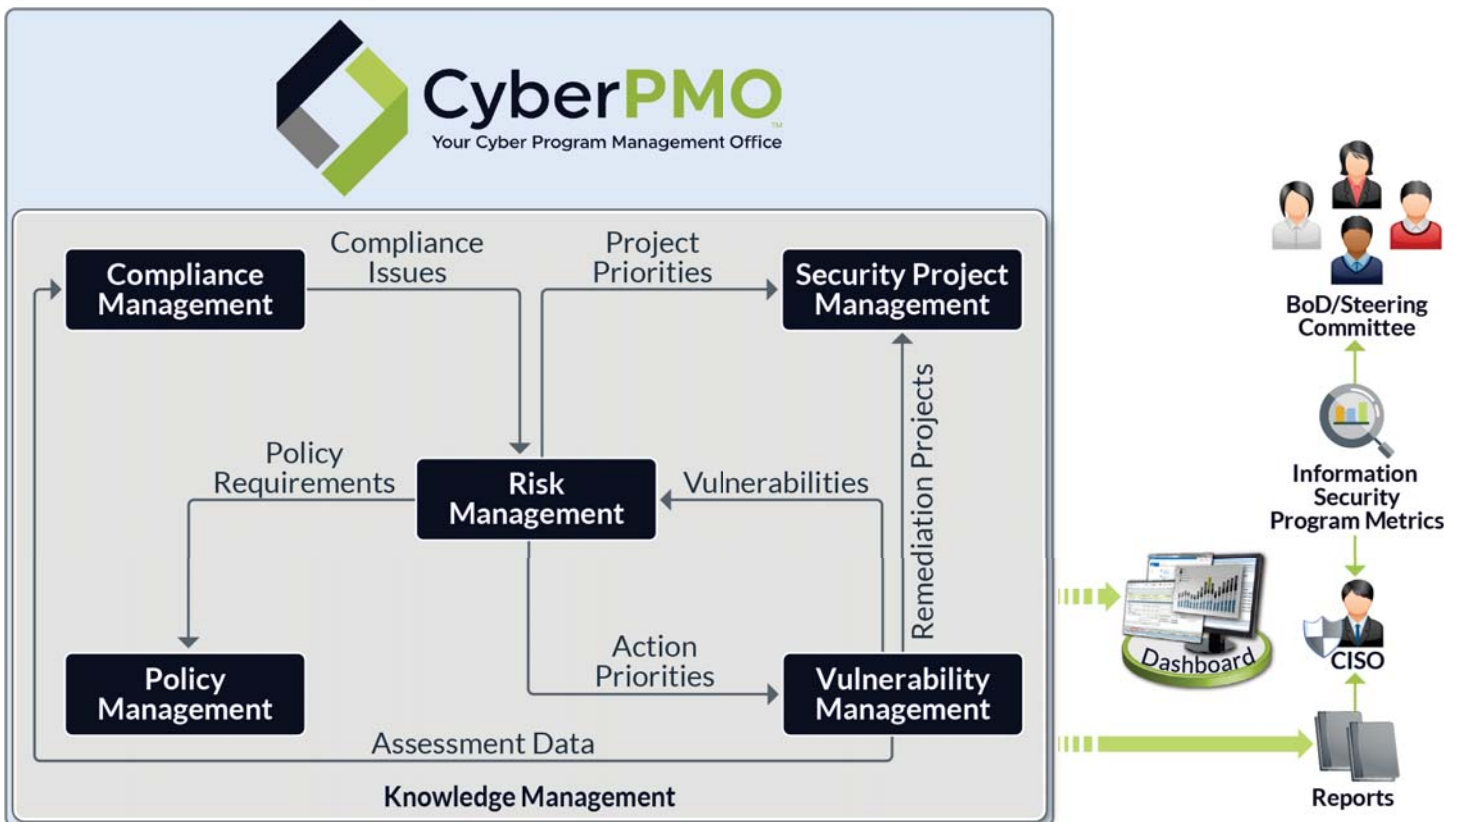 CyberPMO
™
Your Cyber Program Management Office
Compliance
Issues
Project
Priorities
Compliance
Management
Security Project
Management
Policy
Requirements
Risk
Management
Vulnerabilities
Remediation Projects
Action
Priorities
Policy
Management
Vulnerability
Management
Assessment Data
Knowledge Management
BoD/Steering
Committee
Information
Security
Program Metrics
Dashboard
CISO
Reports